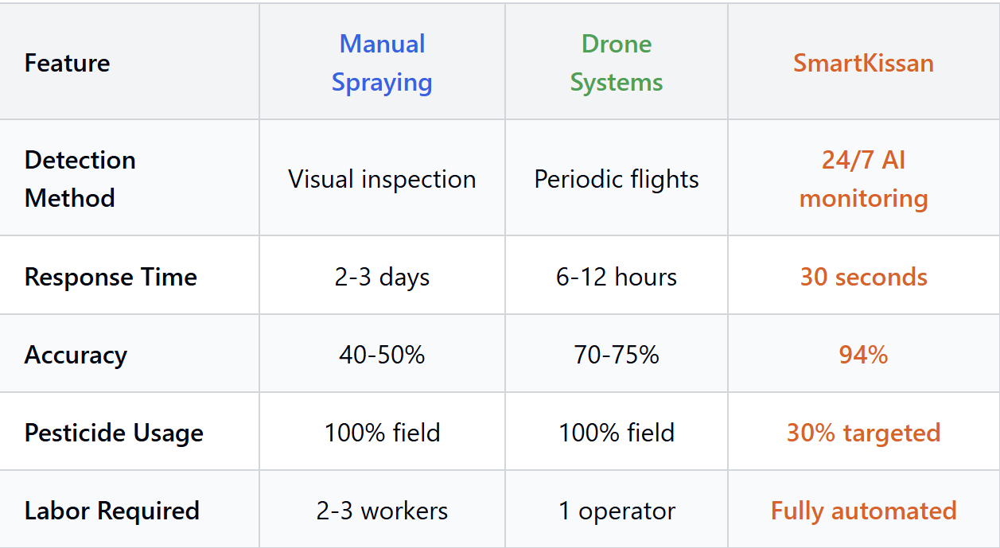 Feature
Manual
Spraying
Drone
Systems
SmartKissan
Detection
Method
Visual inspection
Periodic flights
24/7 AI
monitoring
Response Time
2-3 days
6-12 hours
30 seconds
Accuracy
40-50%
70-75%
94%
Pesticide Usage
100% field
100% field
30% targeted
Labor Required
2-3 workers
1 operator
Fully automated